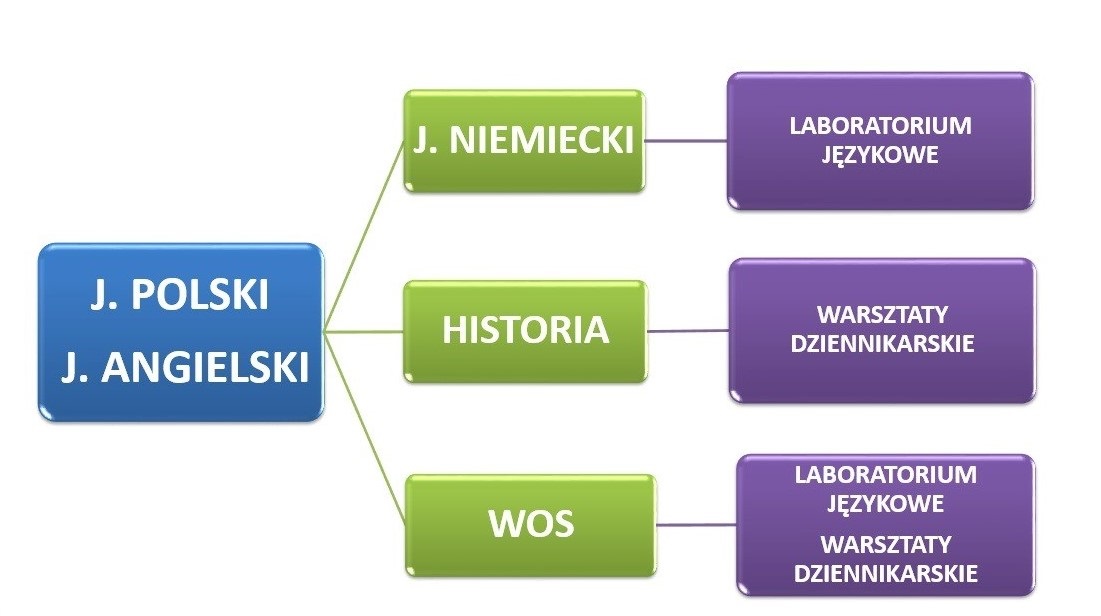 J. POLSKI
J. ANGIELSKI
J. NIEMIECKI
LABORATORIUM
JĘZYKOWE
HISTORIA
WARSZTATY
DZIENNIKARSKIE
WOS
LABORATORIUM
JĘZYKOWE
WARSZTATY
DZIENNIKARSKIE